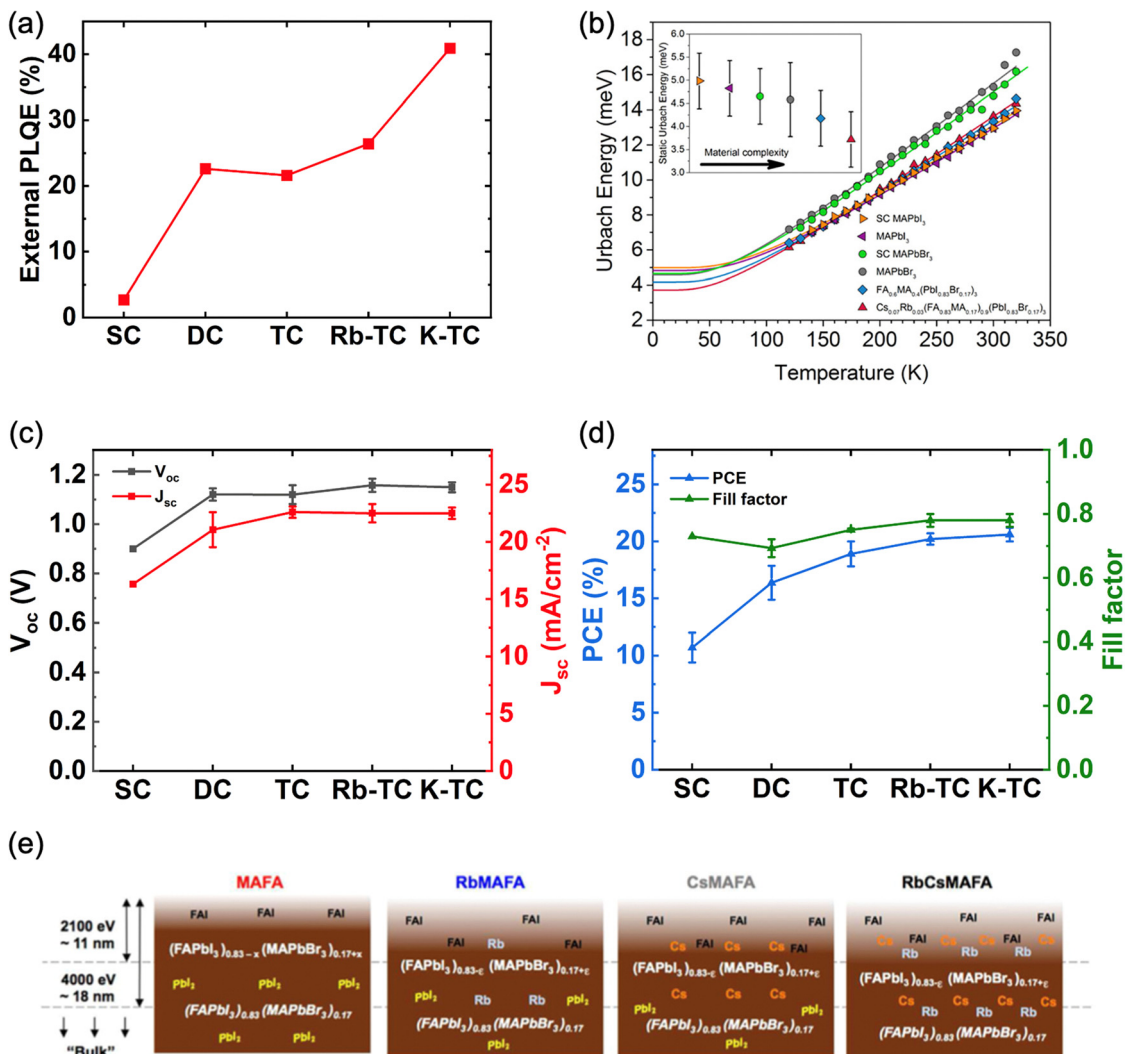 (a)
External PLQE (%)
40
30
20
10
0
SC DC TC Rb-TC K-TC
(b)
Urbach Energy (meV)
18
16
14
12
10
8
6
4
2
0 50 100 150 200 250 300 350
Temperature (K)
Static Urbach Energy (meV)
6.0
5.5
5.0
4.5
4.0
3.5
3.0
Material complexity
SC MAPbI3
MAPbI3
SC MAPbBr3
MAPbBr3
FA0.6MA0.4(PbI0.83Br0.17)3
Cs0.07Rb0.03(FA0.83MA0.17)0.9(PbI0.83Br0.17)3
(c)
Voc
Jsc
Voc (V)
1.2
1.0
0.8
0.6
0.4
0.2
0.0
Jsc (mA/cm-2)
25
20
15
10
5
0
SC DC TC Rb-TC K-TC
(d)
PCE
Fill factor
PCE (%)
25
20
15
10
5
0
Fill factor
1.0
0.8
0.6
0.4
0.2
0.0
SC DC TC Rb-TC K-TC
(e)
2100 eV
~ 11 nm
4000 eV
~ 18 nm
"Bulk"
MAFA
FAI FAI FAI
(FAPbI3)0.83-x (MAPbBr3)0.17+x
PbI2 PbI2 PbI2
(FAPbI3)0.83 (MAPbBr3)0.17
PbI2 PbI2
RbMAFA
FAI FAI
FAI Rb FAI
(FAPbI3)0.83-ε (MAPbBr3)0.17+ε
PbI2 Rb Rb PbI2
(FAPbI3)0.83 (MAPbBr3)0.17
PbI2
CsMAFA
FAI FAI FAI
Cs FAI Cs Cs FAI
(FAPbI3)0.83-ε (MAPbBr3)0.17+ε
Cs Cs Cs
PbI2 PbI2
(FAPbI3)0.83 (MAPbBr3)0.17
PbI2
RbCsMAFA
FAI FAI FAI
Cs FAI Cs FAI Cs
Rb Rb
(FAPbI3)0.83-ε (MAPbBr3)0.17+ε
Cs Cs Cs Cs
Rb Rb Rb
(FAPbI3)0.83 (MAPbBr3)0.17